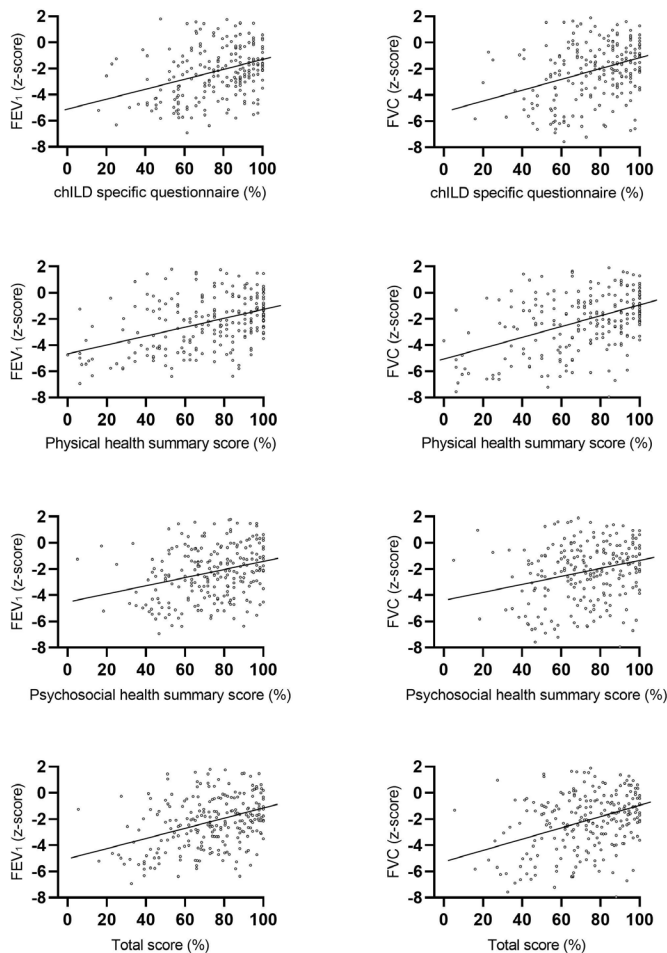 2
0
-2
-4
-6
-8
FEV₁ (z-score)
0 20 40 60 80 100
chILD specific questionnaire (%)
2
0
-2
-4
-6
-8
FVC (z-score)
0 20 40 60 80 100
chILD specific questionnaire (%)
2
0
-2
-4
-6
-8
FEV₁ (z-score)
0 20 40 60 80 100
Physical health summary score (%)
2
0
-2
-4
-6
-8
FVC (z-score)
0 20 40 60 80 100
Physical health summary score (%)
2
0
-2
-4
-6
-8
FEV₁ (z-score)
0 20 40 60 80 100
Psychosocial health summary score (%)
2
0
-2
-4
-6
-8
FVC (z-score)
0 20 40 60 80 100
Psychosocial health summary score (%)
2
0
-2
-4
-6
-8
FEV₁ (z-score)
0 20 40 60 80 100
Total score (%)
2
0
-2
-4
-6
-8
FVC (z-score)
0 20 40 60 80 100
Total score (%)